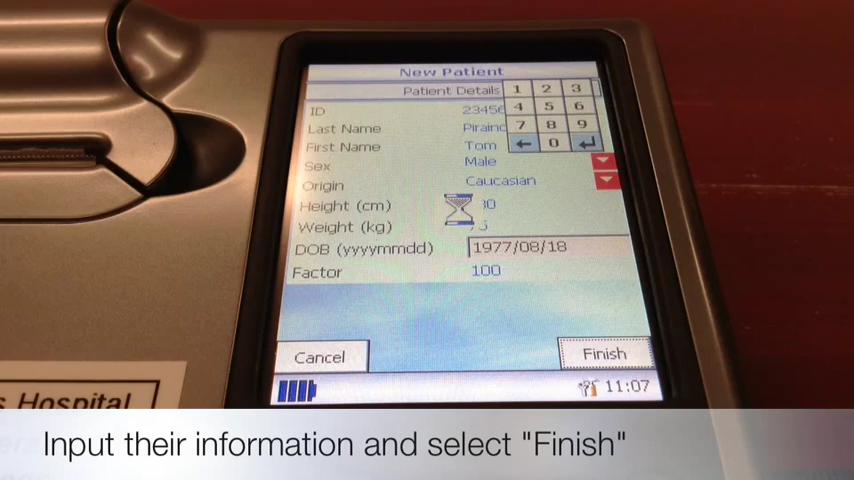 New Patient
Patient Details
1 2 3
4 5 6
7 8 9
0
ID
Last Name
First Name Tom
Sex Male
Origin Caucasian
Height (cm)
Weight (kg)
DOB (yyyymmdd) 1977/08/18
Factor 100
Cancel Finish
11:07
Hospital
Input their information and select "Finish"